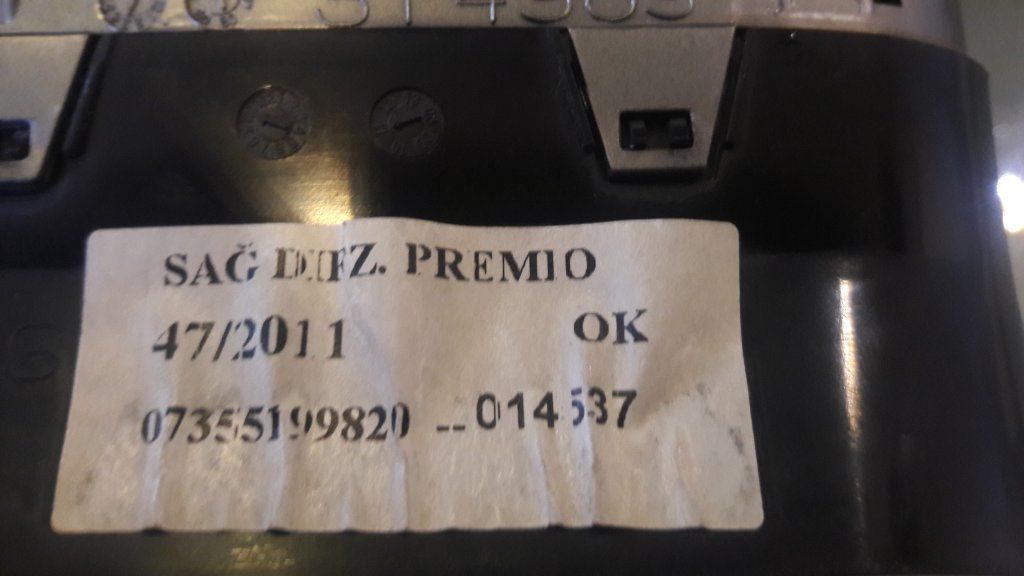 SAĞ DIFZ. PREMIO
47/2011 OK
07355199820 --014537